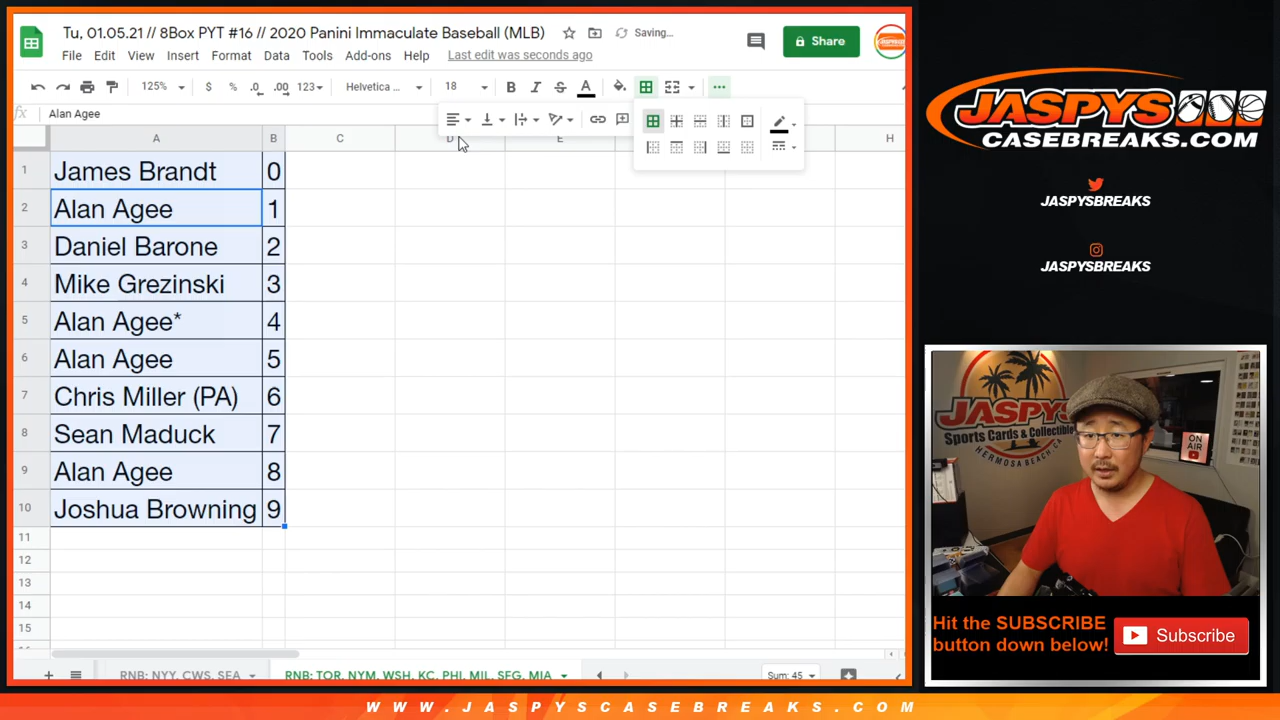 Tu, 01.05.21 // 8Box PYT #16 // 2020 Panini Immaculate Baseball (MLB)
Saving...
Share
File Edit View Insert Format Data Tools Add-ons Help Last edit was seconds ago
125% $ % .0 .00 123 Helvetica ... 18 B I S A
fx Alan Agee
A B C D E H
1 James Brandt 0
2 Alan Agee 1
3 Daniel Barone 2
4 Mike Grezinski 3
5 Alan Agee* 4
6 Alan Agee 5
7 Chris Miller (PA) 6
8 Sean Maduck 7
9 Alan Agee 8
10 Joshua Browning 9
11
12
13
14
15
RNB: NYY, CWS, SEA
RNB: TOR, NYM, WSH, KC, PHI, MIL, SFG, MIA
Sum: 45
JASPYS
CASEBREAKS.COM
JASPYSBREAKS
JASPYSBREAKS
JASPYS
Sports Cards & Collectibles
HERMOSA BEACH, CA
ON
AIR
Hit the SUBSCRIBE
button down below!
Subscribe
WWW.JASPYSCASEBREAKS.COM